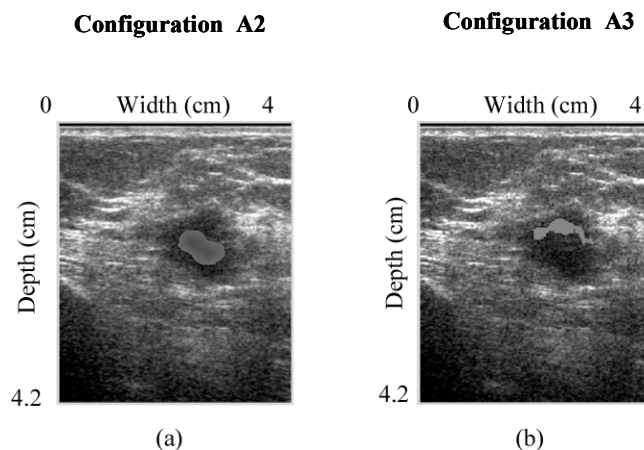 Configuration A2 Configuration A3
0 Width (cm) 4 0 Width (cm) 4
Depth (cm) Depth (cm)
4.2 4.2
(a) (b)